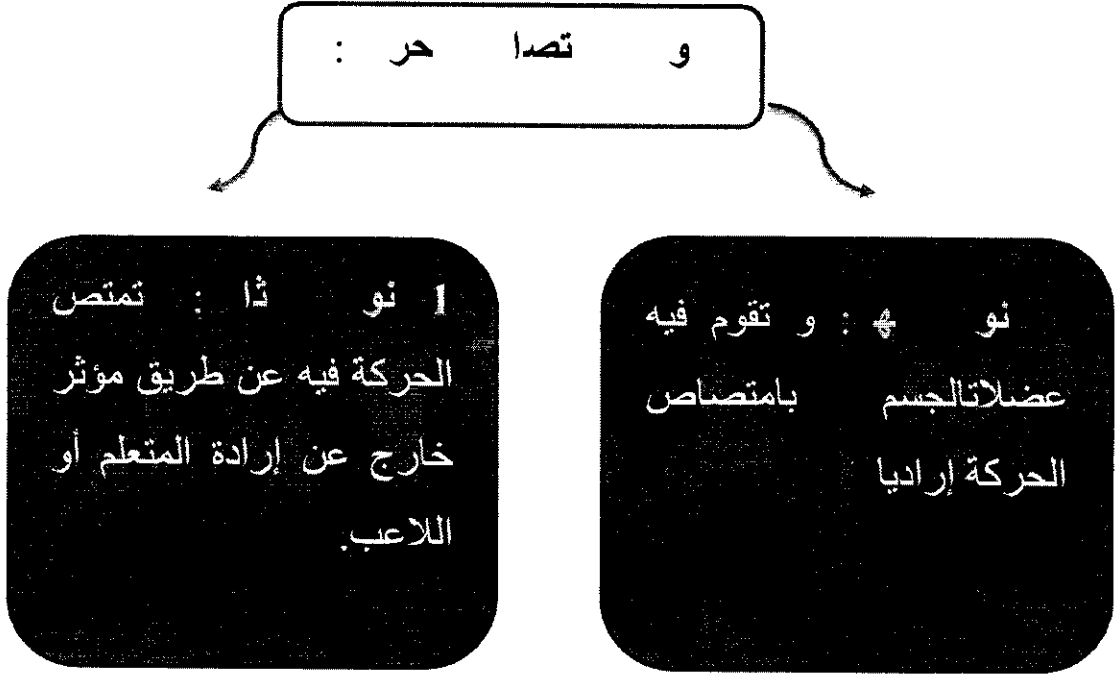 و تصا حر :
نو : و تقوم فيه
عضلاتالجسم بامتصاص
الحركة إراديا
1 نو ثا : تمتص
الحركة فيه عن طريق مؤثر
خارج عن إرادة المتعلم أو
اللاعب.